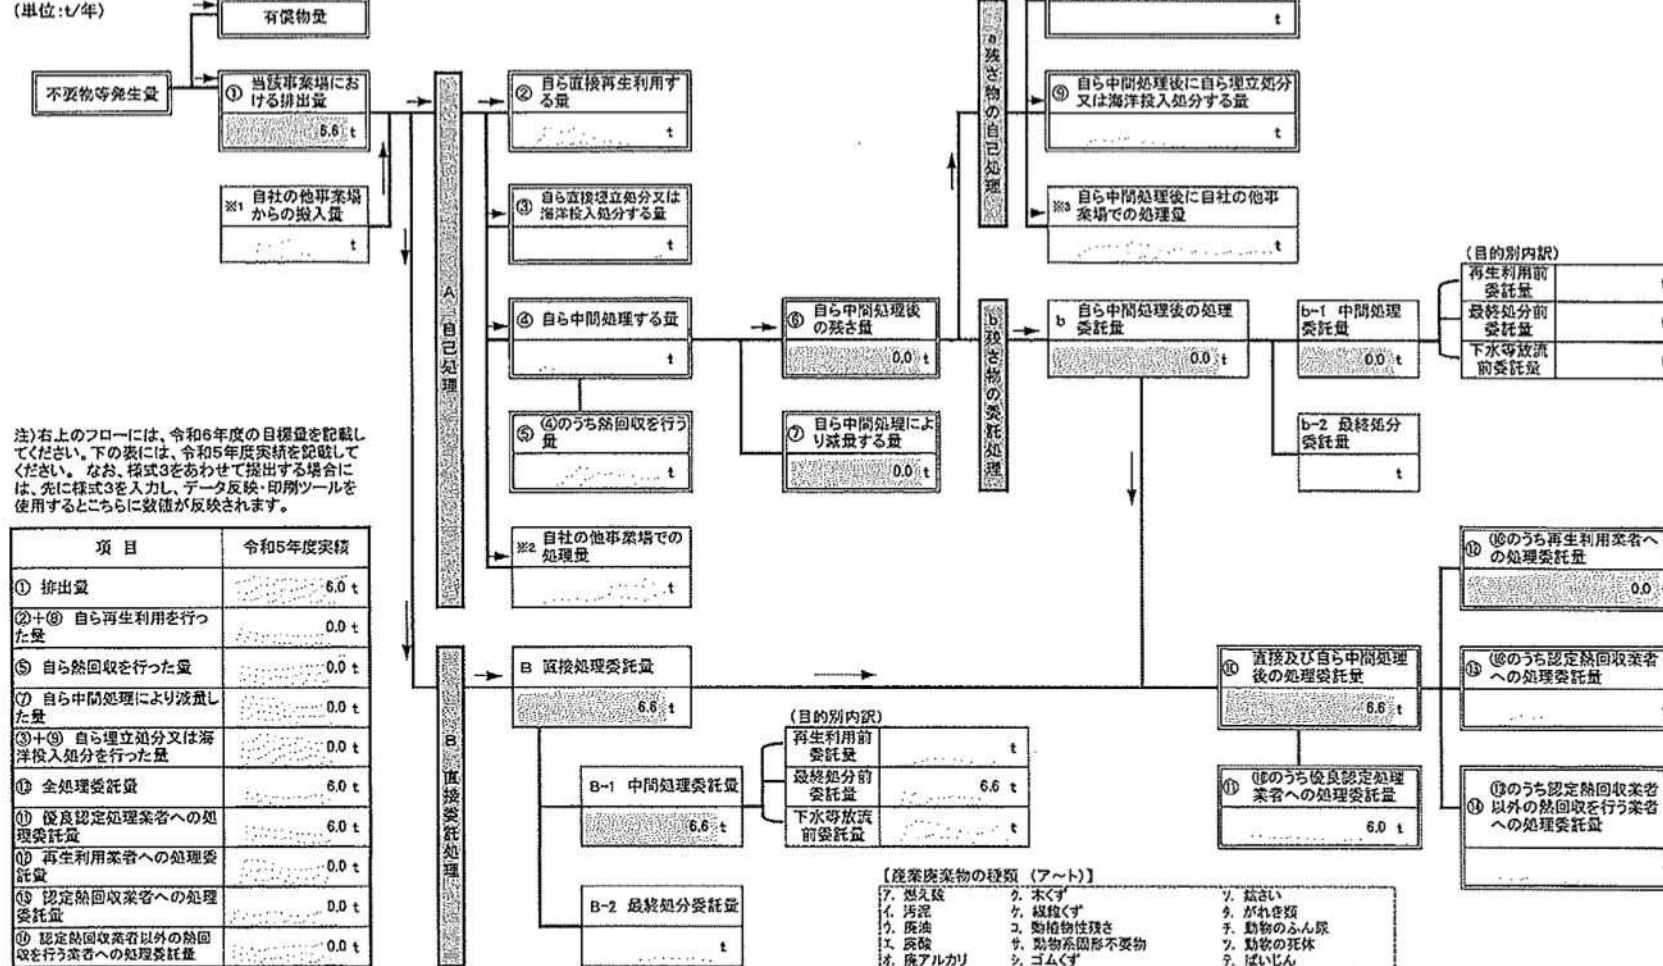 (単位:t/年)
有償物量
不要物等発生量
① 当該事業場にお
ける排出量
6.6 t
※1 自社の他事業場
からの搬入量
t
A 自己処理
② 自ら直接再生利用す
る量
t
③ 自ら直接埋立処分又は
海洋投入処分する量
t
④ 自ら中間処理する量
t
⑤ ④のうち熱回収を行う
量
t
※2 自社の他事業場での
処理量
t
⑥ 自ら中間処理後
の残さ量
0.0 t
⑦ 自ら中間処理によ
り減量する量
0.0 t
a 残さ物の自己処理
t
⑨ 自ら中間処理後に自ら埋立処分
又は海洋投入処分する量
t
※3 自ら中間処理後に自社の他事
業場での処理量
t
b 残さ物の委託処理
b 自ら中間処理後の処理
委託量
0.0 t
b-1 中間処理
委託量
0.0 t
(目的別内訳)
再生利用前
委託量
最終処分前
委託量
下水等放流
前委託量
b-2 最終処分
委託量
t
注)右上のフローには、令和6年度の目標量を記載し
てください。下の表には、令和5年度実績を記載して
ください。 なお、様式3をあわせて提出する場合に
は、先に様式3を入力し、データ反映・印刷ツールを
使用するとこちらに数値が反映されます。
項 目 令和5年度実績
① 排出量 6.0 t
②+⑧ 自ら再生利用を行っ
た量 0.0 t
⑤ 自ら熱回収を行った量 0.0 t
⑦ 自ら中間処理により減量し
た量 0.0 t
③+⑨ 自ら埋立処分又は海
洋投入処分を行った量 0.0 t
⑩ 全処理委託量 6.0 t
⑪ 優良認定処理業者への処
理委託量 6.0 t
⑫ 再生利用業者への処理委
託量 0.0 t
⑬ 認定熱回収業者への処理
委託量 0.0 t
⑭ 認定熱回収業者以外の熱回
収を行う業者への処理委託量 0.0 t
B 直接委託処理
B 直接処理委託量
6.6 t
B-1 中間処理委託量
6.6 t
(目的別内訳)
再生利用前
委託量 t
最終処分前
委託量 6.6 t
下水等放流
前委託量 t
B-2 最終処分委託量
t
⑩ 直接及び自ら中間処理
後の処理委託量
6.6 t
⑪ ⑩のうち優良認定処理
業者への処理委託量
6.0 t
⑫ ⑩のうち再生利用業者へ
の処理委託量
0.0
⑬ ⑩のうち認定熱回収業者
への処理委託量
⑭ ⑬のうち認定熱回収業者
以外の熱回収を行う業者
への処理委託量
【産業廃棄物の種類 (ア～ト)】
ア. 燃え殻 ク. 木くず ソ. 鉱さい
イ. 汚泥 ケ. 繊維くず タ. がれき類
ウ. 廃油 コ. 動植物性残さ チ. 動物のふん尿
エ. 廃酸 サ. 動物系固形不要物 ツ. 動物の死体
オ. 廃アルカリ シ. ゴムくず テ. ばいじん